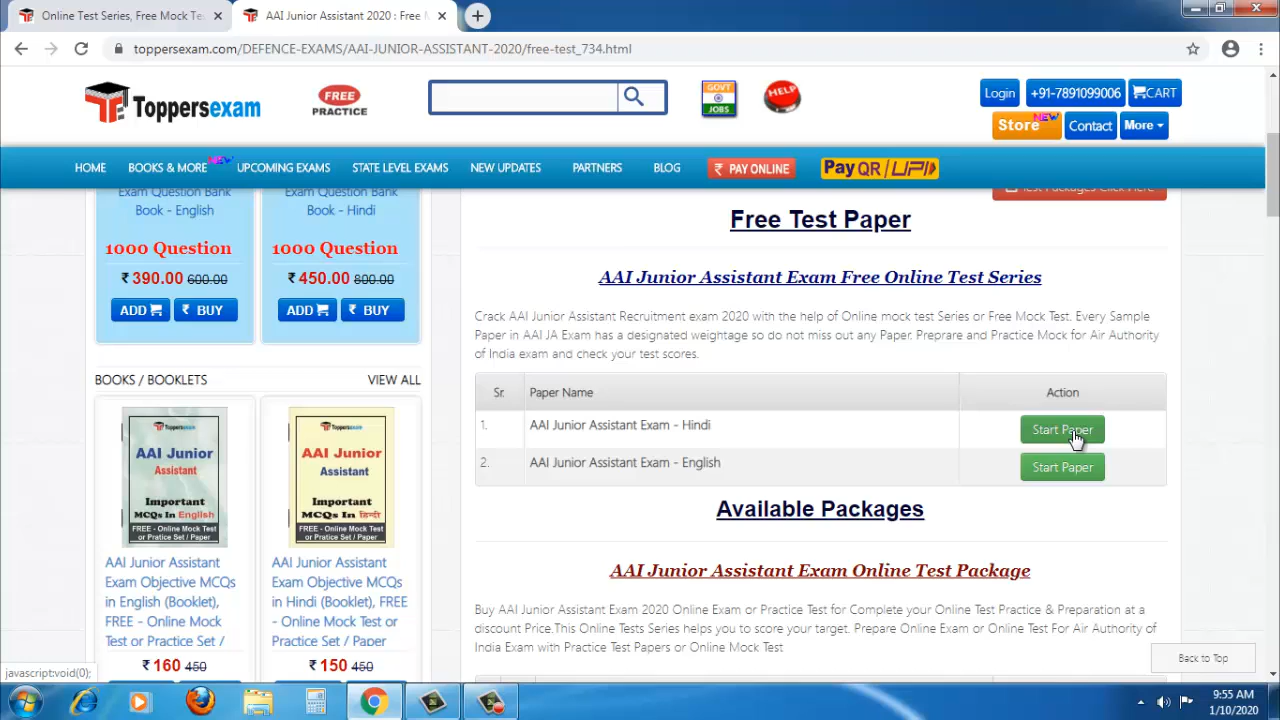 Online Test Series, Free Mock Te
AAI Junior Assistant 2020 : Free M
toppersexam.com/DEFENCE-EXAMS/AAI-JUNIOR-ASSISTANT-2020/free-test_734.html
Toppersexam
FREE
PRACTICE
GOVT
JOBS
HELP
Login
+91-7891099006
CART
Store
NEW
Contact
More
HOME
BOOKS & MORE
NEW
UPCOMING EXAMS
STATE LEVEL EXAMS
NEW UPDATES
PARTNERS
BLOG
₹ PAY ONLINE
Pay QR / UPI
Exam Question Bank
Book - English
1000 Question
₹ 390.00 600.00
ADD
₹ BUY
Exam Question Bank
Book - Hindi
1000 Question
₹ 450.00 800.00
ADD
₹ BUY
BOOKS / BOOKLETS
VIEW ALL
Toppersexam
AAI Junior
Assistant
Important
MCQs In English
FREE - Online Mock Test
or Pratice Set / Paper
AAI Junior Assistant
Exam Objective MCQs
in English (Booklet),
FREE - Online Mock
Test or Practice Set /
₹ 160 450
Toppersexam
AAI Junior
Assistant
Important
MCQs In हिन्दी
FREE - Online Mock Test
or Pratice Set / Paper
AAI Junior Assistant
Exam Objective MCQs
in Hindi (Booklet), FREE
- Online Mock Test or
Practice Set / Paper
₹ 150 450
Test Packages Click Here
Free Test Paper
AAI Junior Assistant Exam Free Online Test Series
Crack AAI Junior Assistant Recruitment exam 2020 with the help of Online mock test Series or Free Mock Test. Every Sample
Paper in AAI JA Exam has a designated weightage so do not miss out any Paper. Preprare and Practice Mock for Air Authority
of India exam and check your test scores.
Sr. Paper Name Action
1. AAI Junior Assistant Exam - Hindi Start Paper
2. AAI Junior Assistant Exam - English Start Paper
Available Packages
AAI Junior Assistant Exam Online Test Package
Buy AAI Junior Assistant Exam 2020 Online Exam or Practice Test for Complete your Online Test Practice & Preparation at a
discount Price.This Online Tests Series helps you to score your target. Prepare Online Exam or Online Test For Air Authority of
India Exam with Practice Test Papers or Online Mock Test
Back to Top
javascript:void(0);
9:55 AM
1/10/2020